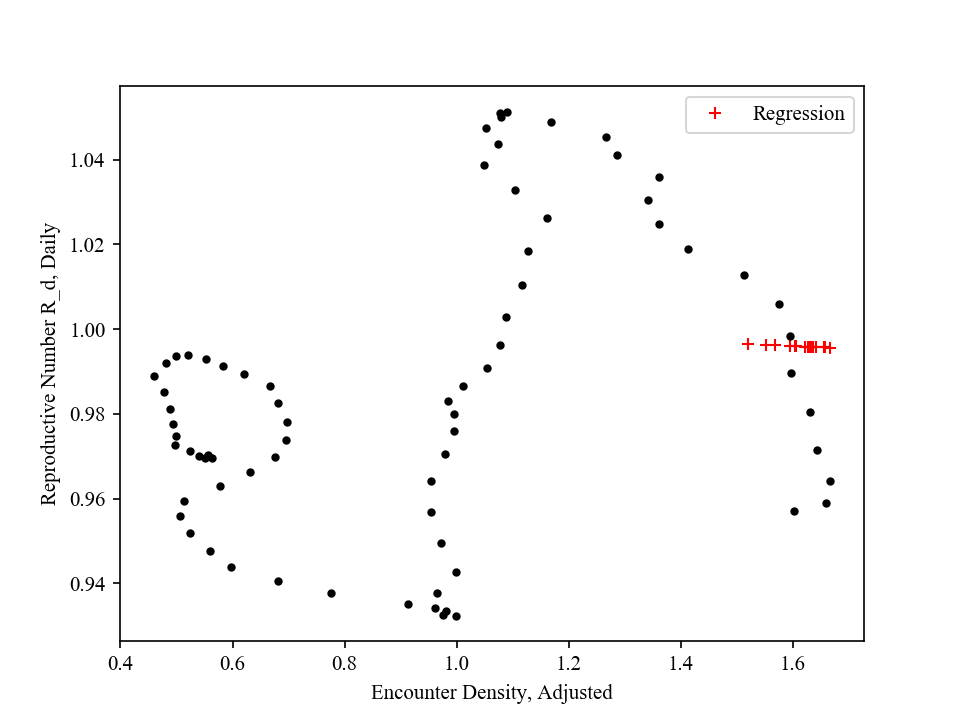 Regression
Reproductive Number R_d, Daily
1.04
1.02
1.00
0.98
0.96
0.94
0.4 0.6 0.8 1.0 1.2 1.4 1.6
Encounter Density, Adjusted